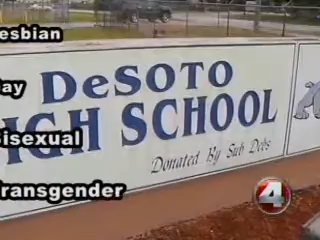 esbian
DeSOTO
ay
IGH SCHOOL
isexual
Donated By Sub Debs
ransgender
4